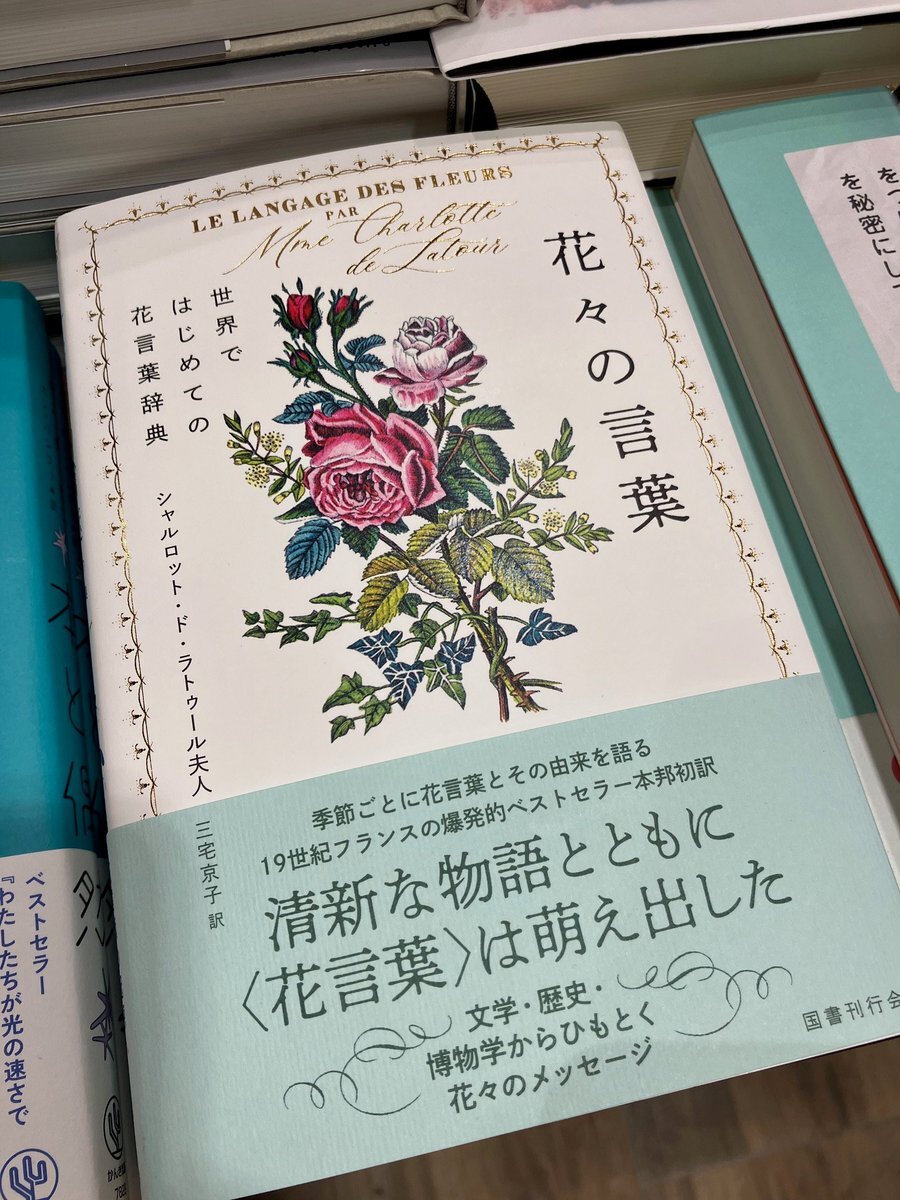 LE LANGAGE DES FLEURS
PAR
Mme Charlotte
de Latour
花々の言葉
世界で
はじめての
花言葉辞典
シャルロット・ド・ラトゥール夫人
三宅京子 訳
季節ごとに花言葉とその由来を語る
19世紀フランスの爆発的ベストセラー本邦初訳
清新な物語とともに
〈花言葉〉は萌え出した
文学・歴史・
博物学からひもとく
花々のメッセージ
国書刊行会
を秘密にして
ベストセラー
『わたしたちが光の速さで